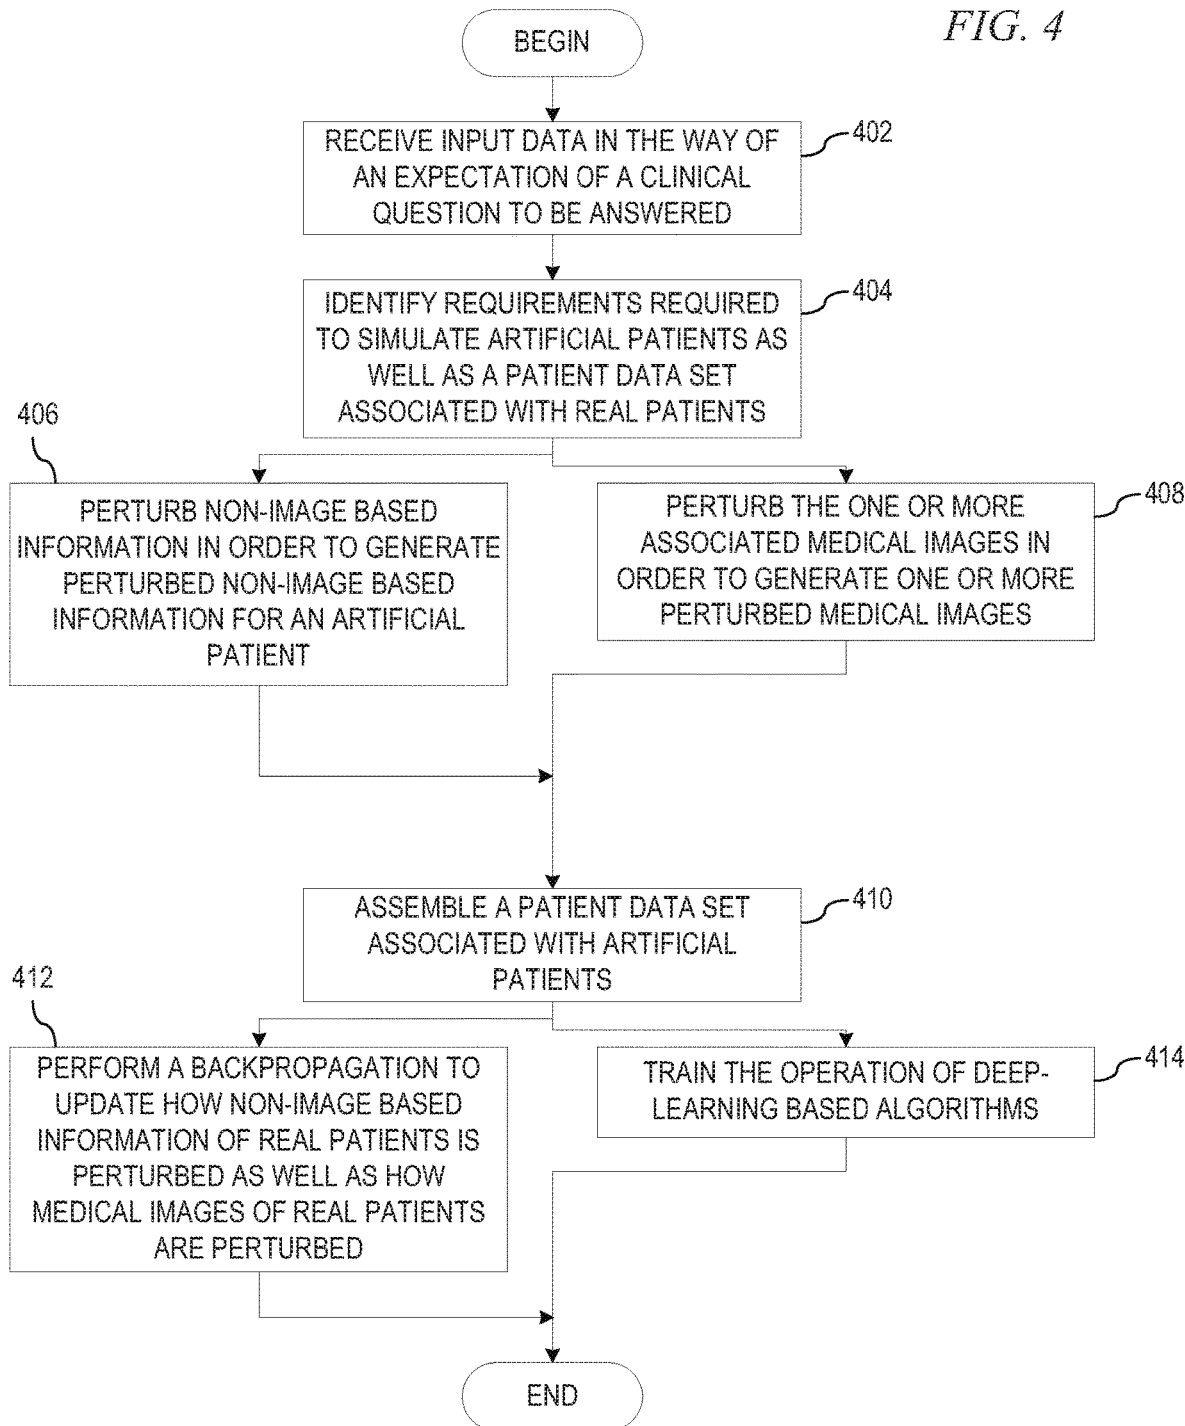 FIG. 4
BEGIN
402
RECEIVE INPUT DATA IN THE WAY OF
AN EXPECTATION OF A CLINICAL
QUESTION TO BE ANSWERED
404
IDENTIFY REQUIREMENTS REQUIRED
TO SIMULATE ARTIFICIAL PATIENTS AS
WELL AS A PATIENT DATA SET
ASSOCIATED WITH REAL PATIENTS
406
PERTURB NON-IMAGE BASED
INFORMATION IN ORDER TO GENERATE
PERTURBED NON-IMAGE BASED
INFORMATION FOR AN ARTIFICIAL
PATIENT
408
PERTURB THE ONE OR MORE
ASSOCIATED MEDICAL IMAGES IN
ORDER TO GENERATE ONE OR MORE
PERTURBED MEDICAL IMAGES
410
ASSEMBLE A PATIENT DATA SET
ASSOCIATED WITH ARTIFICIAL
PATIENTS
412
PERFORM A BACKPROPAGATION TO
UPDATE HOW NON-IMAGE BASED
INFORMATION OF REAL PATIENTS IS
PERTURBED AS WELL AS HOW
MEDICAL IMAGES OF REAL PATIENTS
ARE PERTURBED
414
TRAIN THE OPERATION OF DEEP-
LEARNING BASED ALGORITHMS
END